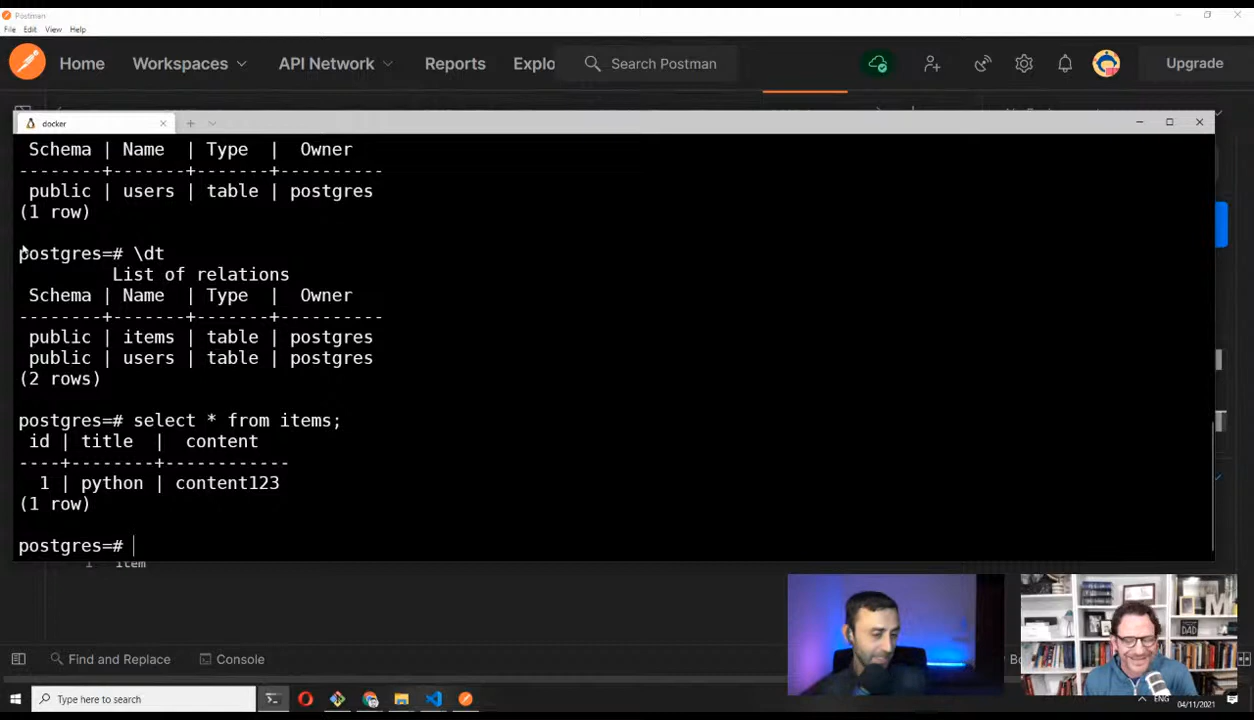 Postman
File Edit View Help
Home Workspaces API Network Reports Explo Search Postman Upgrade
docker
Schema | Name | Type | Owner
--------+-------+-------+----------
public | users | table | postgres
(1 row)
postgres=# \dt
List of relations
Schema | Name | Type | Owner
--------+-------+-------+----------
public | items | table | postgres
public | users | table | postgres
(2 rows)
postgres=# select * from items;
id | title | content
----+--------+------------
1 | python | content123
(1 row)
postgres=#
1 item
Find and Replace Console
Type here to search
ENG
04/11/2021